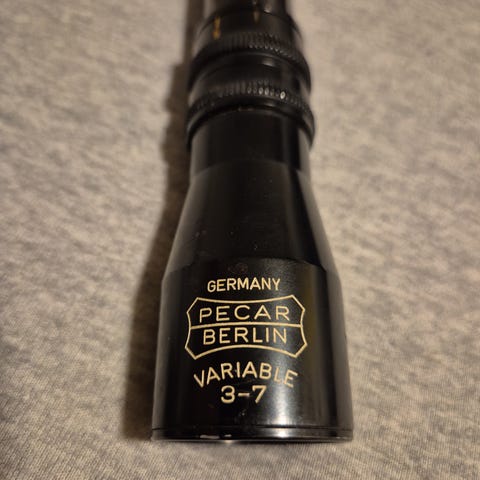 GERMANY
PECAR
BERLIN
VARIABLE
3-7